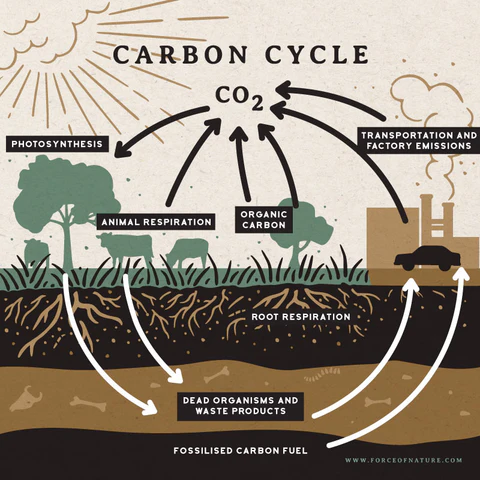 CARBON CYCLE
CO2
PHOTOSYNTHESIS
TRANSPORTATION AND
FACTORY EMISSIONS
ANIMAL RESPIRATION
ORGANIC
CARBON
ROOT RESPIRATION
DEAD ORGANISMS AND
WASTE PRODUCTS
FOSSILISED CARBON FUEL
WWW.FORCEOFNATURE.COM